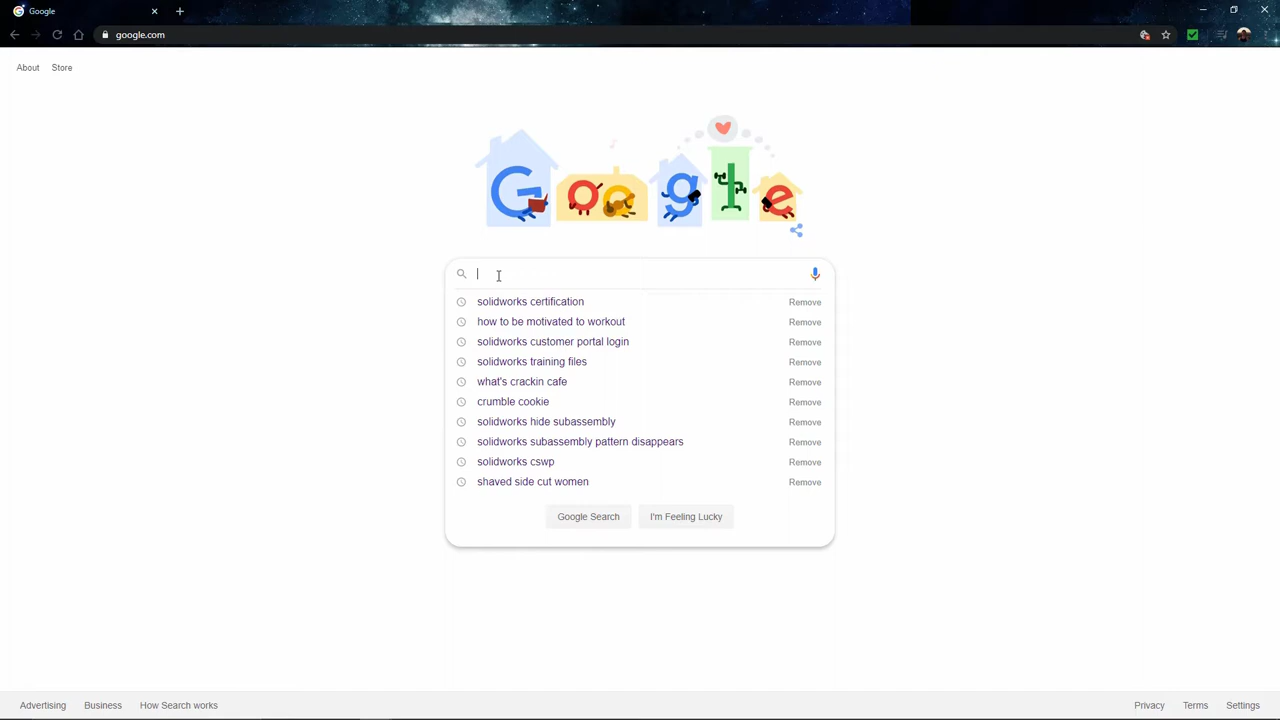 Google
google.com
About Store
Google
solidworks certification Remove
how to be motivated to workout Remove
solidworks customer portal login Remove
solidworks training files Remove
what's crackin cafe Remove
crumble cookie Remove
solidworks hide subassembly Remove
solidworks subassembly pattern disappears Remove
solidworks cswp Remove
shaved side cut women Remove
Google Search I'm Feeling Lucky
Advertising Business How Search works Privacy Terms Settings